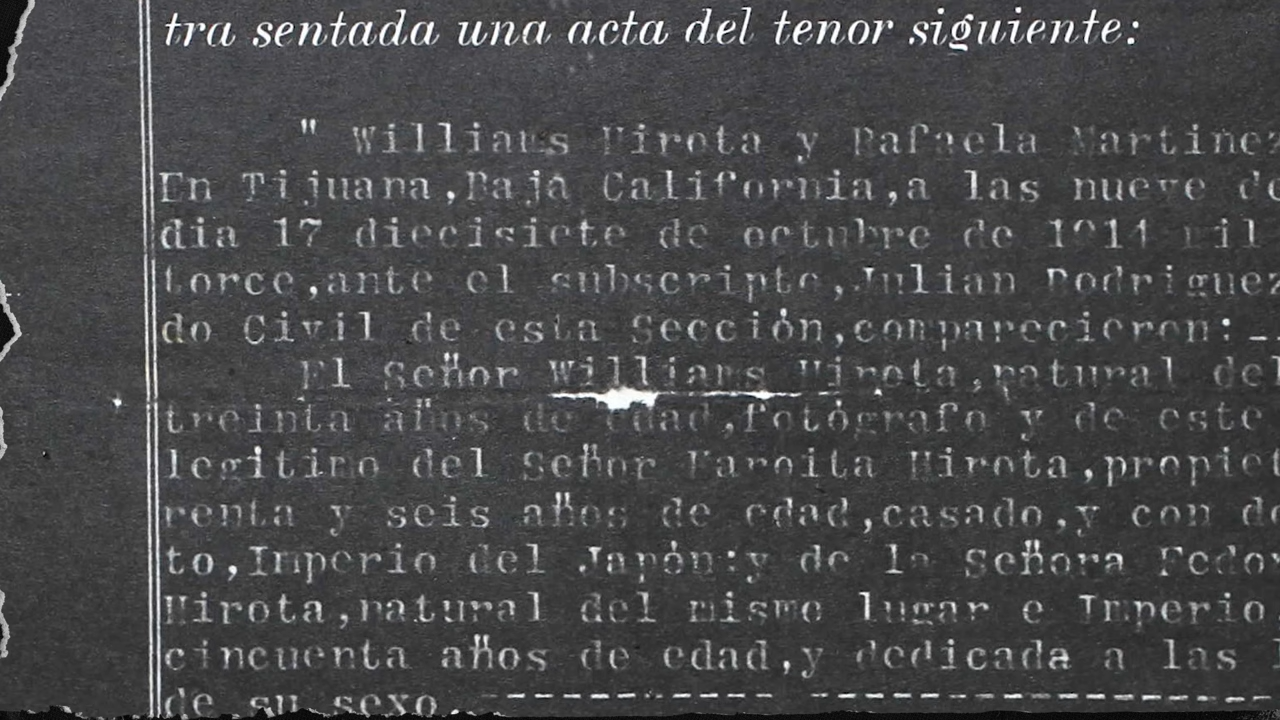 tra sentada una acta del tenor siguiente:
" Williams Hirota y Rafaela Martinez
En Tijuana,Baja California,a las nueve de
dia 17 diecisiete de octubre de 1914 mil
torce,ante el subscripto,Julian Rodriguez
do Civil de esta Sección,comparecieron:
El Señor Williams Hirota,natural del
treinta años de edad,fotógrafo y de este
legitimo del Señor Hirota,propiet
renta y seis años de edad,casado,y con do
to,Imperio del Japón:y de la Señora
Hirota,natural del mismo lugar e Imperio
cincuenta años de edad,y dedicada a las
de su sexo.